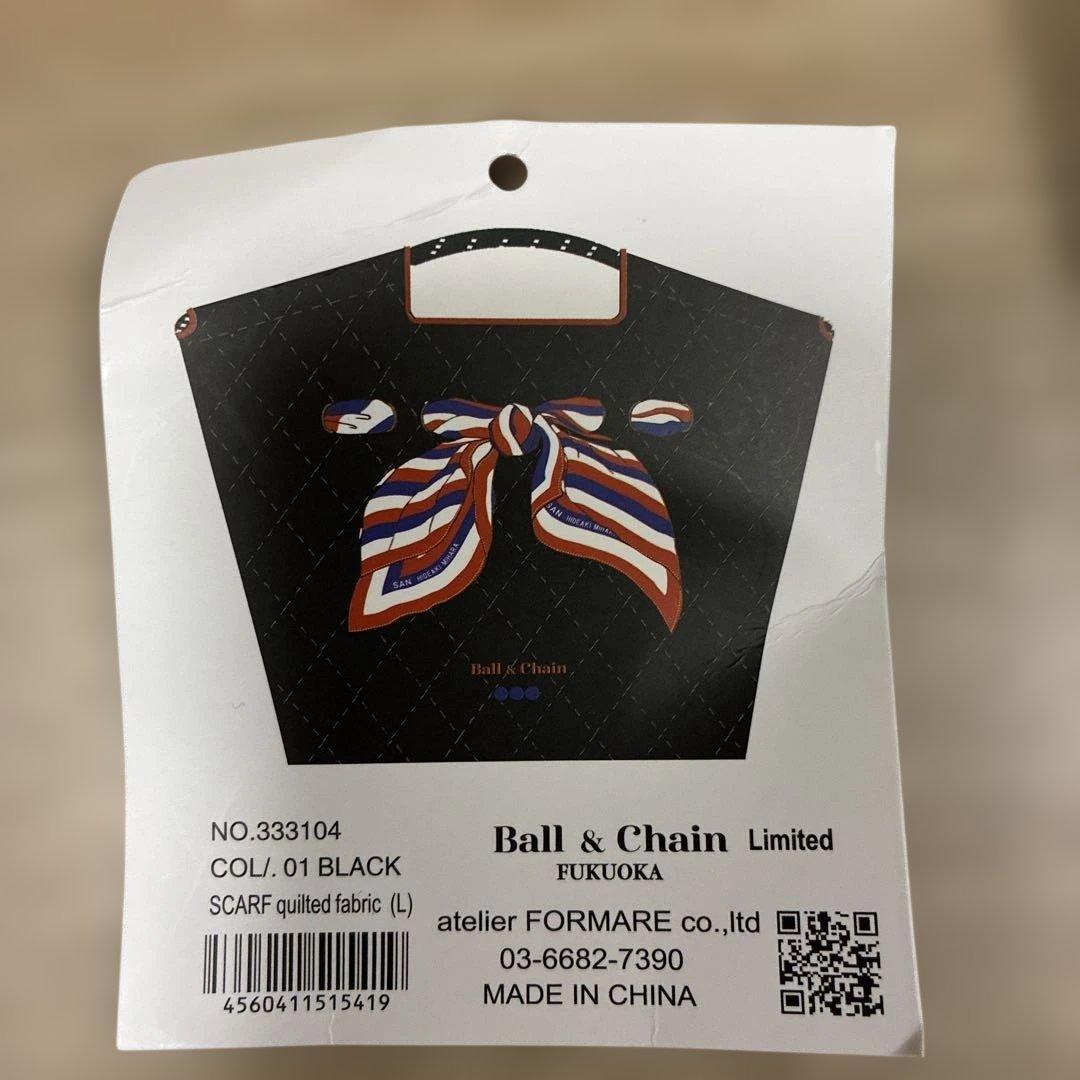 SAN HIDEAKI MIHARA
SAN HIDEAKI MIHARA
Ball & Chain
NO.333104
COL/. 01 BLACK
SCARF quilted fabric (L)
4560411515419
Ball & Chain Limited
FUKUOKA
atelier FORMARE co.,ltd
03-6682-7390
MADE IN CHINA